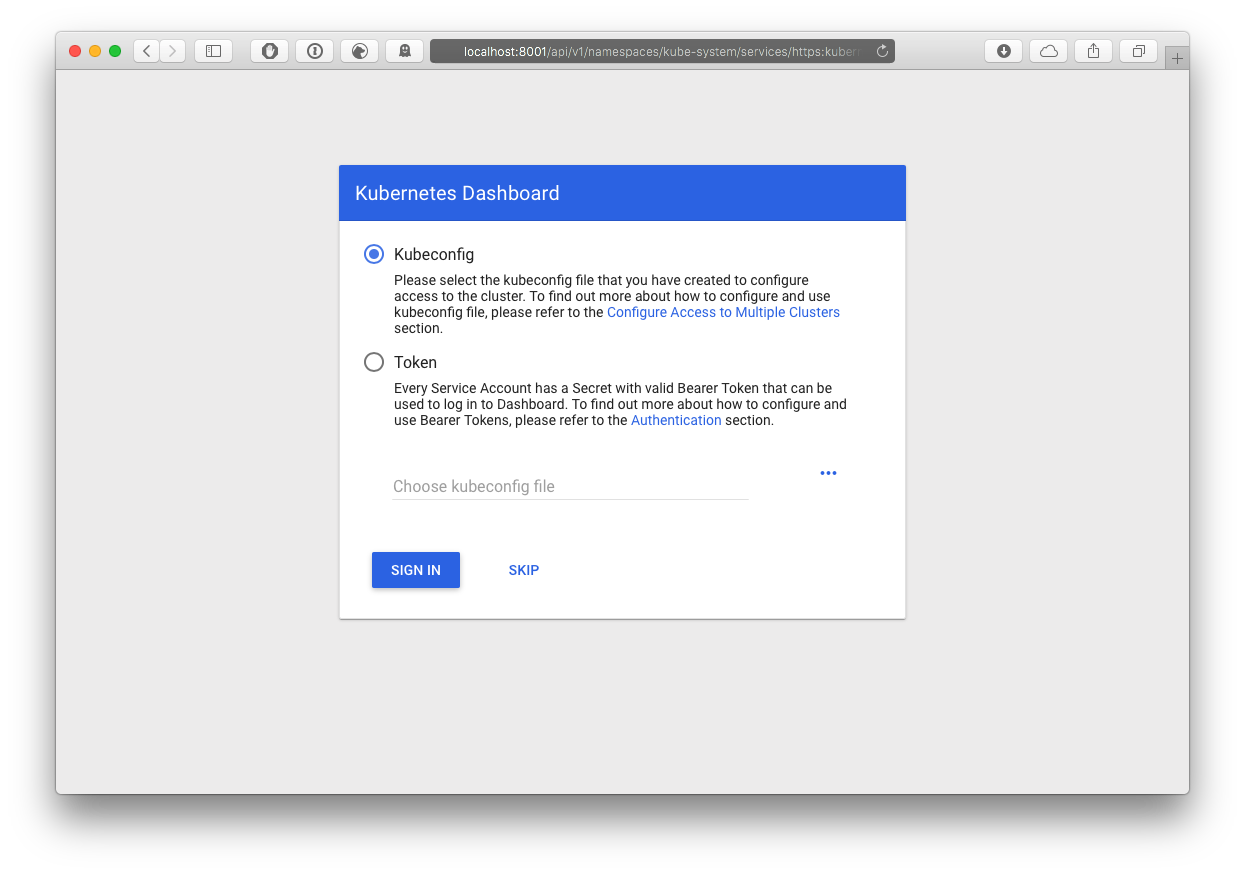 localhost:8001/api/v1/namespaces/kube-system/services/https:kubern
Kubernetes Dashboard
Kubeconfig
Please select the kubeconfig file that you have created to configure
access to the cluster. To find out more about how to configure and use
kubeconfig file, please refer to the Configure Access to Multiple Clusters
section.
Token
Every Service Account has a Secret with valid Bearer Token that can be
used to log in to Dashboard. To find out more about how to configure and
use Bearer Tokens, please refer to the Authentication section.
Choose kubeconfig file
SIGN IN SKIP